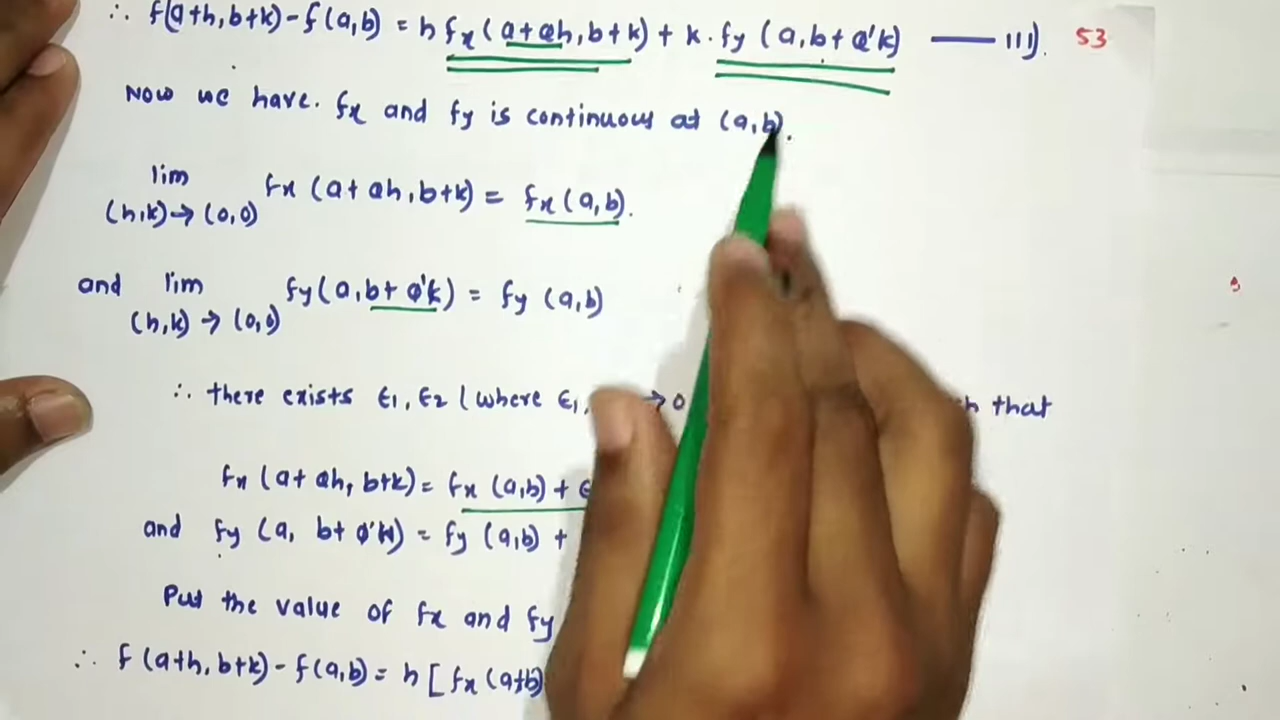 ∴ f(a+h, b+k) - f(a,b) = h fx (a+θh, b+k) + k. fy (a, b+θ'k) —— III). 53
Now we have. fx and fy is continuous at (a,b).
lim (h,k)→(0,0) fx (a+θh, b+k) = fx (a,b).
and lim (h,k)→(0,0) fy (a, b+θ'k) = fy (a,b)
∴ there exists ϵ1, ϵ2 (where ϵ1, →0 that
fx (a+θh, b+k) = fx (a,b) +
and fy (a, b+θ'k) = fy (a,b) +
Put the value of fx and fy
∴ f (a+h, b+k) - f(a,b) = h [fx (a+b)